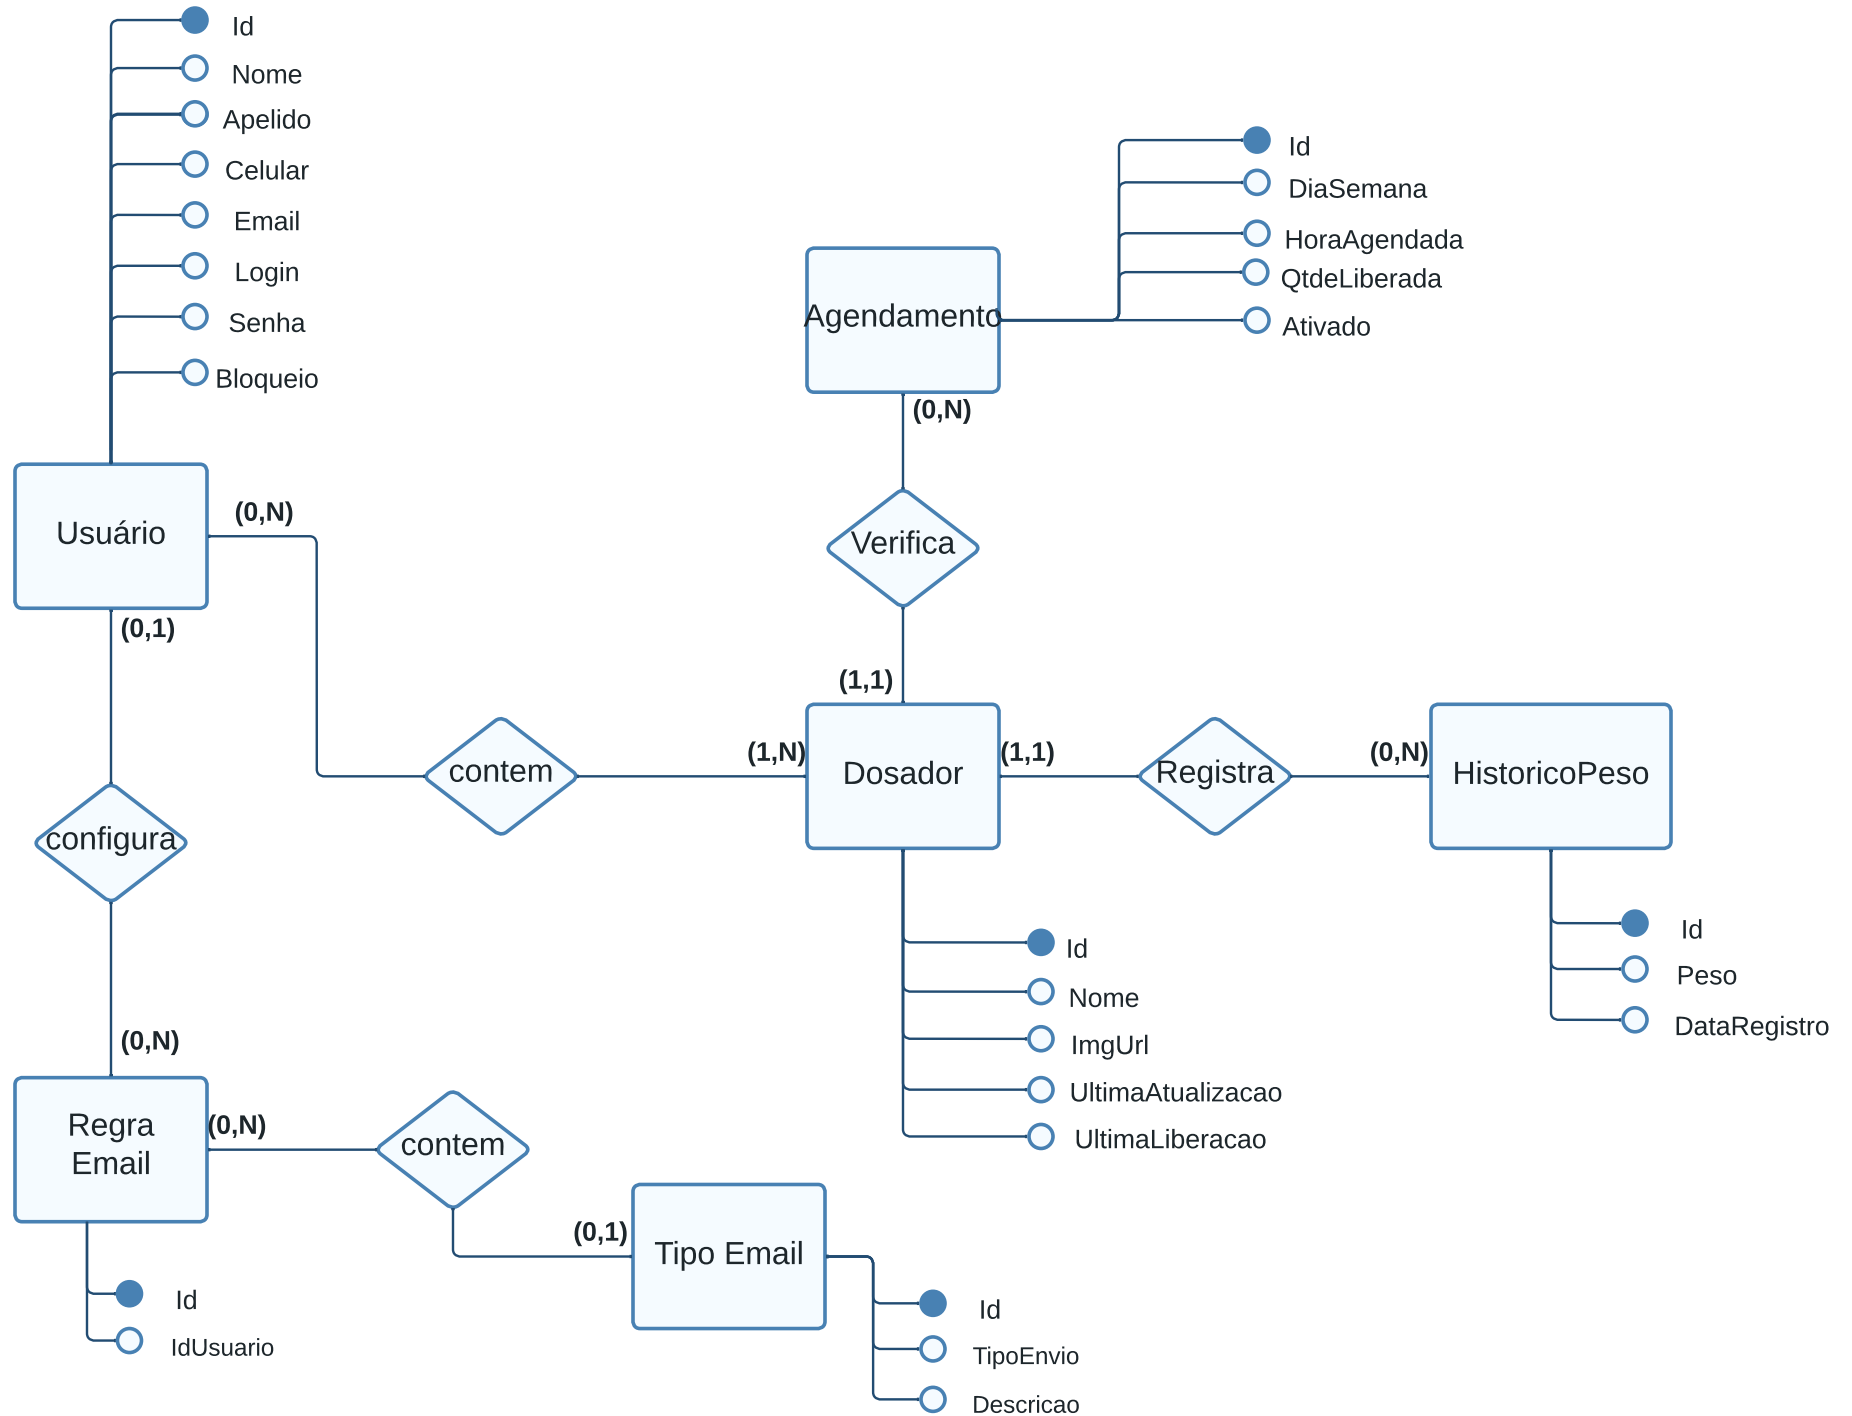 Id
Nome
Apelido
Celular
Email
Login
Senha
Bloqueio
Usuário
(0,N)
(0,1)
Id
DiaSemana
HoraAgendada
QtdeLiberada
Ativado
Agendamento
(0,N)
Verifica
(1,1)
contem
(1,N)
Dosador
(1,1)
Registra
(0,N)
HistoricoPeso
configura
(0,N)
Id
Nome
ImgUrl
UltimaAtualizacao
UltimaLiberacao
Id
Peso
DataRegistro
Regra
Email
(0,N)
contem
(0,1)
Tipo Email
Id
IdUsuario
Id
TipoEnvio
Descricao